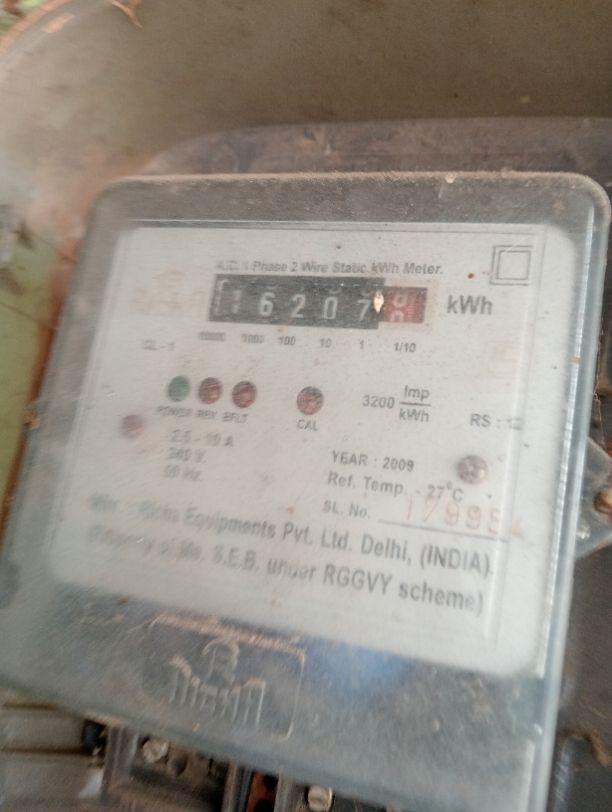 A.C. 1 Phase 2 Wire Static kWh Meter.
16207 kWh
10000 1000 100 10 1 1/10
CL - 1
3200 Imp/kWh
POWER REV EFLT
CAL
RS :
2.5 - 10 A
240 V.
50 Hz.
YEAR : 2009
Ref. Temp. - 27°C
SL. No.
Equipments Pvt. Ltd. Delhi, (INDIA).
S.E.B. under RGGVY scheme)